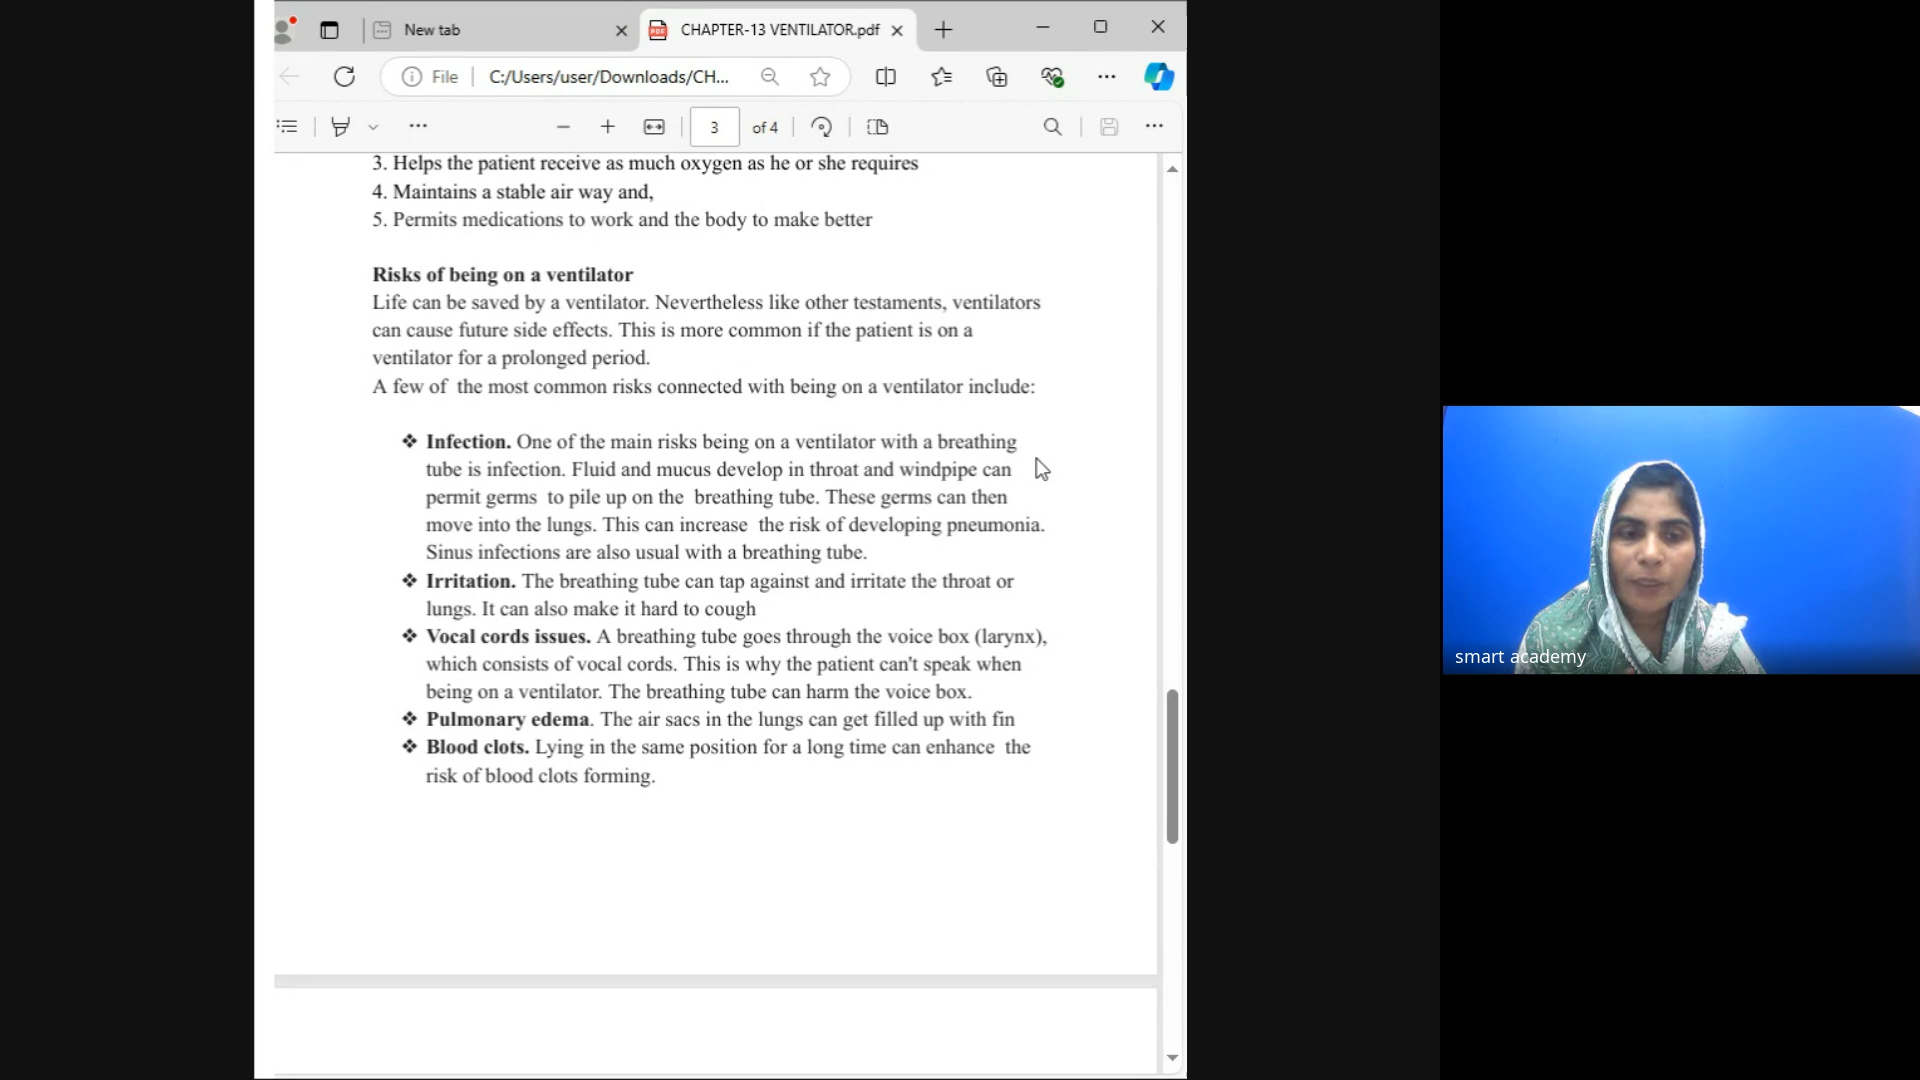 New tab
CHAPTER-13 VENTILATOR.pdf
File
C:/Users/user/Downloads/CH...
3 of 4
3. Helps the patient receive as much oxygen as he or she requires
4. Maintains a stable air way and,
5. Permits medications to work and the body to make better
Risks of being on a ventilator
Life can be saved by a ventilator. Nevertheless like other testaments, ventilators
can cause future side effects. This is more common if the patient is on a
ventilator for a prolonged period.
A few of the most common risks connected with being on a ventilator include:
❖ Infection. One of the main risks being on a ventilator with a breathing
tube is infection. Fluid and mucus develop in throat and windpipe can
permit germs to pile up on the breathing tube. These germs can then
move into the lungs. This can increase the risk of developing pneumonia.
Sinus infections are also usual with a breathing tube.
❖ Irritation. The breathing tube can tap against and irritate the throat or
lungs. It can also make it hard to cough
❖ Vocal cords issues. A breathing tube goes through the voice box (larynx),
which consists of vocal cords. This is why the patient can't speak when
being on a ventilator. The breathing tube can harm the voice box.
❖ Pulmonary edema. The air sacs in the lungs can get filled up with fin
❖ Blood clots. Lying in the same position for a long time can enhance the
risk of blood clots forming.
smart academy